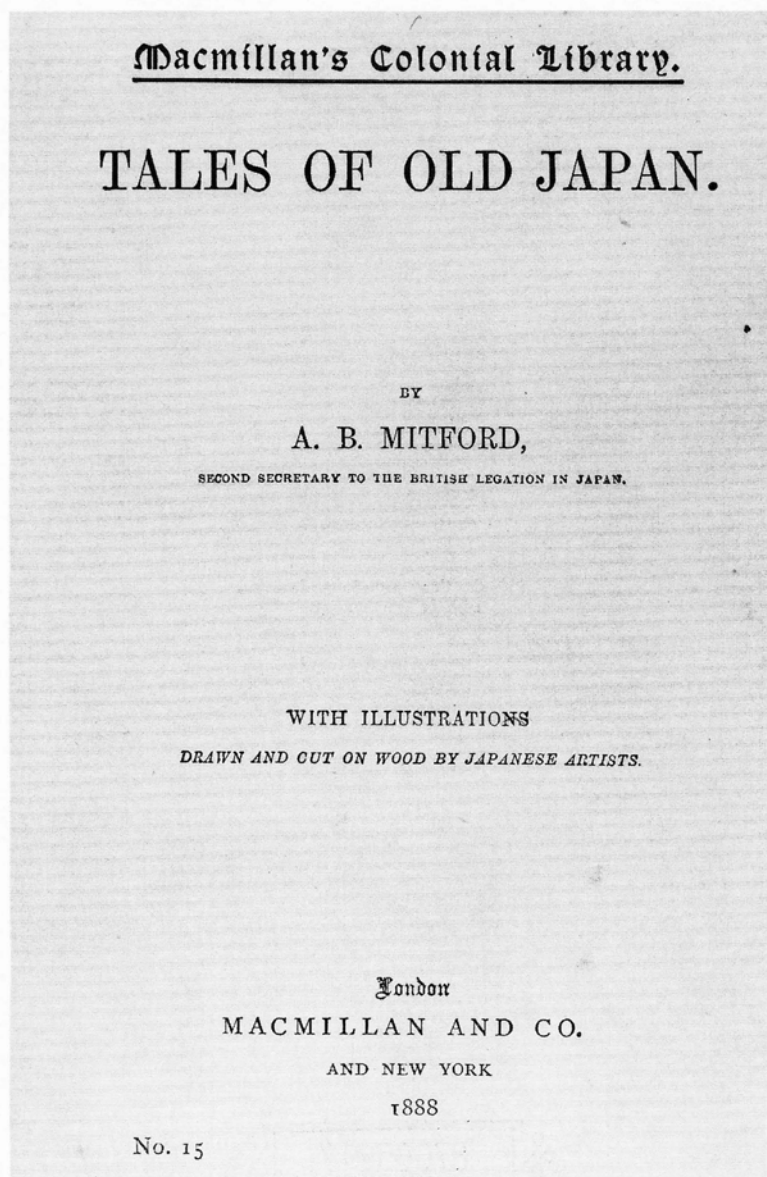 Macmillan's Colonial Library.
TALES OF OLD JAPAN.
BY
A. B. MITFORD,
SECOND SECRETARY TO THE BRITISH LEGATION IN JAPAN.
WITH ILLUSTRATIONS
DRAWN AND CUT ON WOOD BY JAPANESE ARTISTS.
London
MACMILLAN AND CO.
AND NEW YORK
1888
No. 15